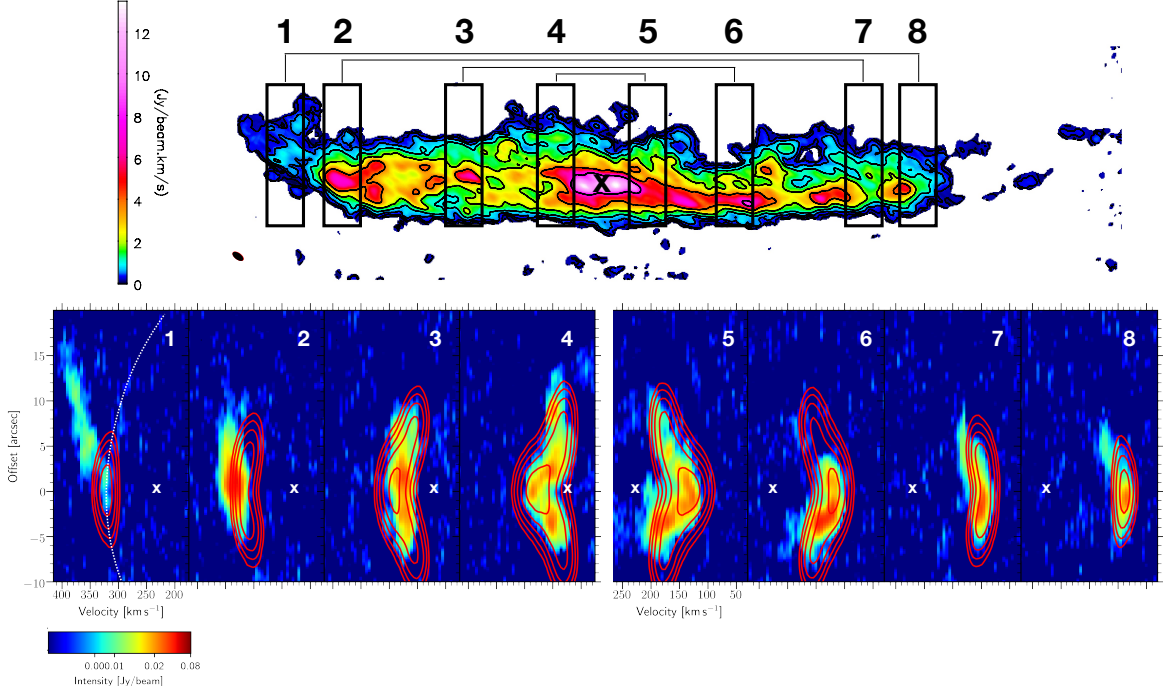 1 2 3 4 5 6 7 8
12
10
8
6
4
2
0
(Jy/beam.km/s)
X
1 2 3 4 5 6 7 8
15
10
5
0
−5
−10
Offset [arcsec]
x x x x x x x x
400 350 300 250 200
250 200 150 100 50
Velocity [km s⁻¹]
Velocity [km s⁻¹]
0.000.01 0.02 0.08
Intensity [Jy/beam]